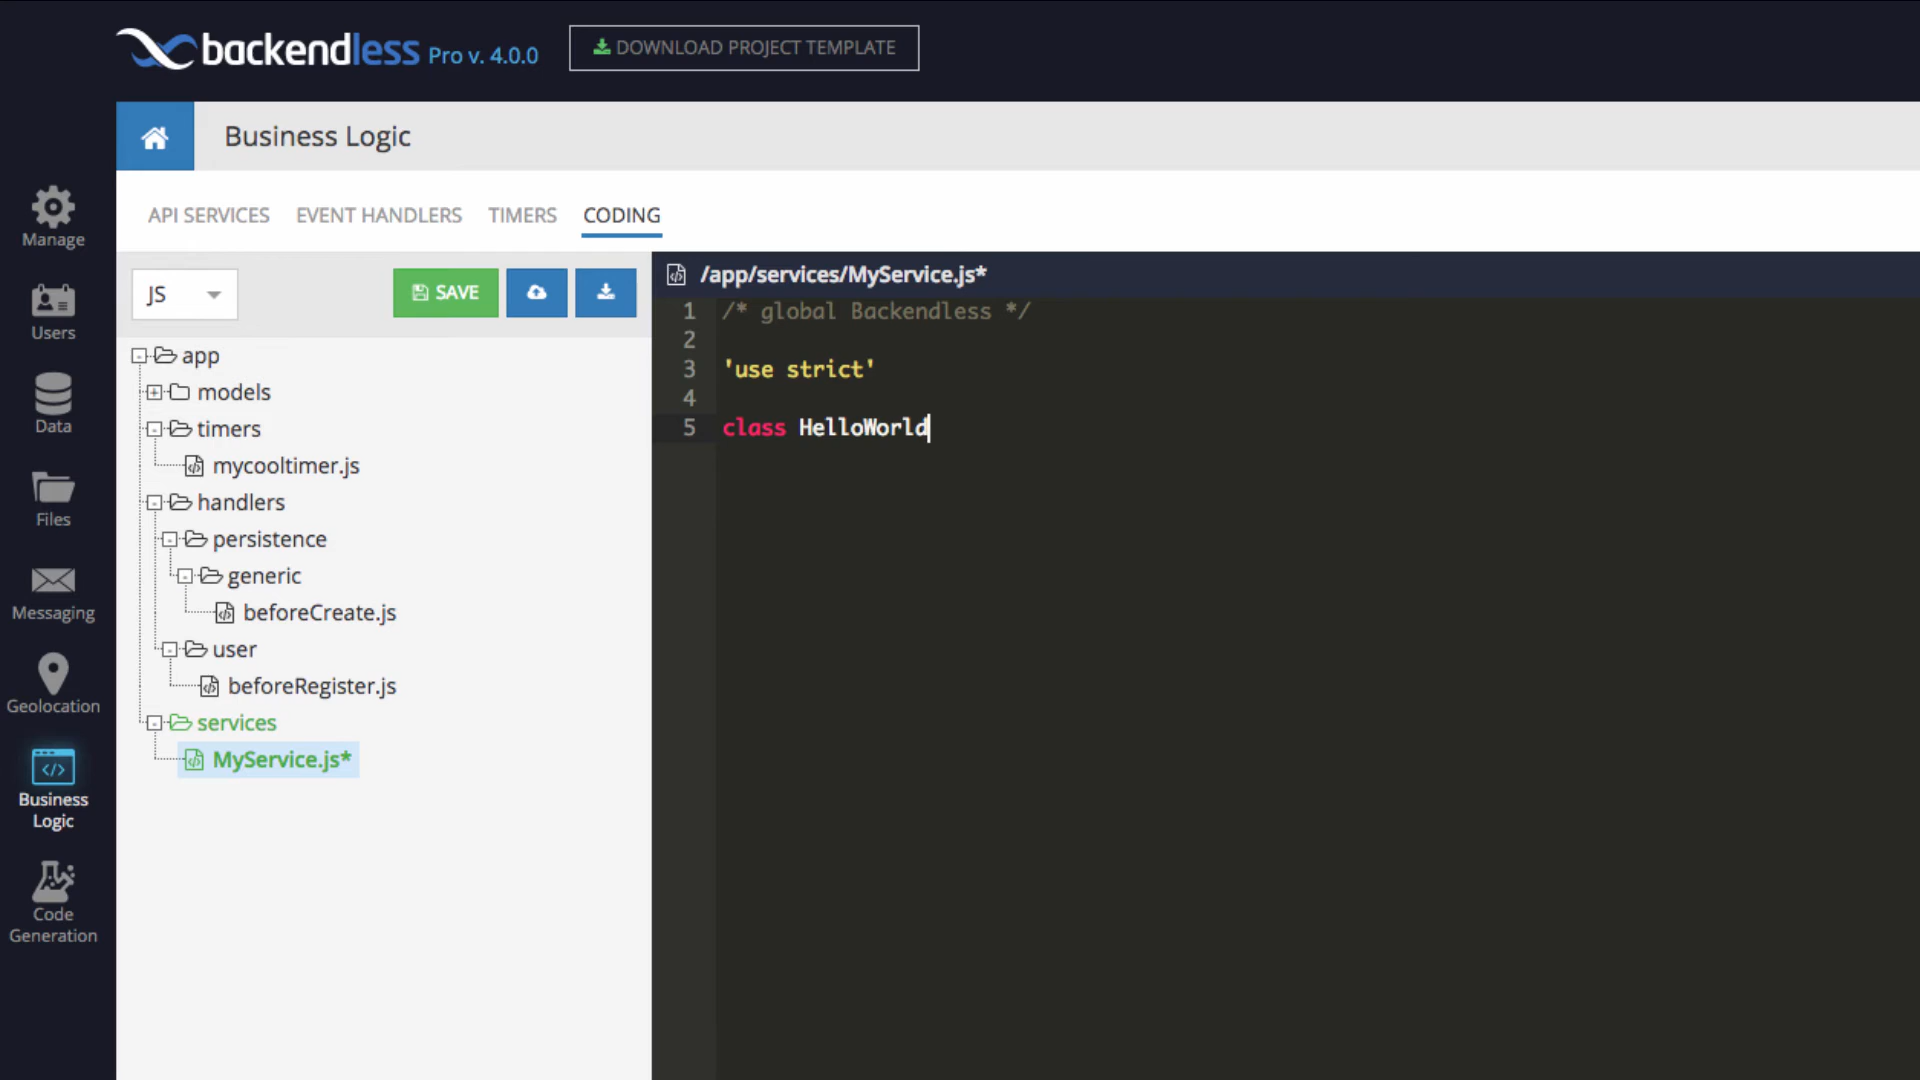 backendless Pro v. 4.0.0
DOWNLOAD PROJECT TEMPLATE
Business Logic
Manage
Users
Data
Files
Messaging
Geolocation
Business
Logic
Code
Generation
API SERVICES EVENT HANDLERS TIMERS CODING
JS
SAVE
app
models
timers
mycooltimer.js
handlers
persistence
generic
beforeCreate.js
user
beforeRegister.js
services
MyService.js*
/app/services/MyService.js*
1 /* global Backendless */
2
3 'use strict'
4
5 class HelloWorld